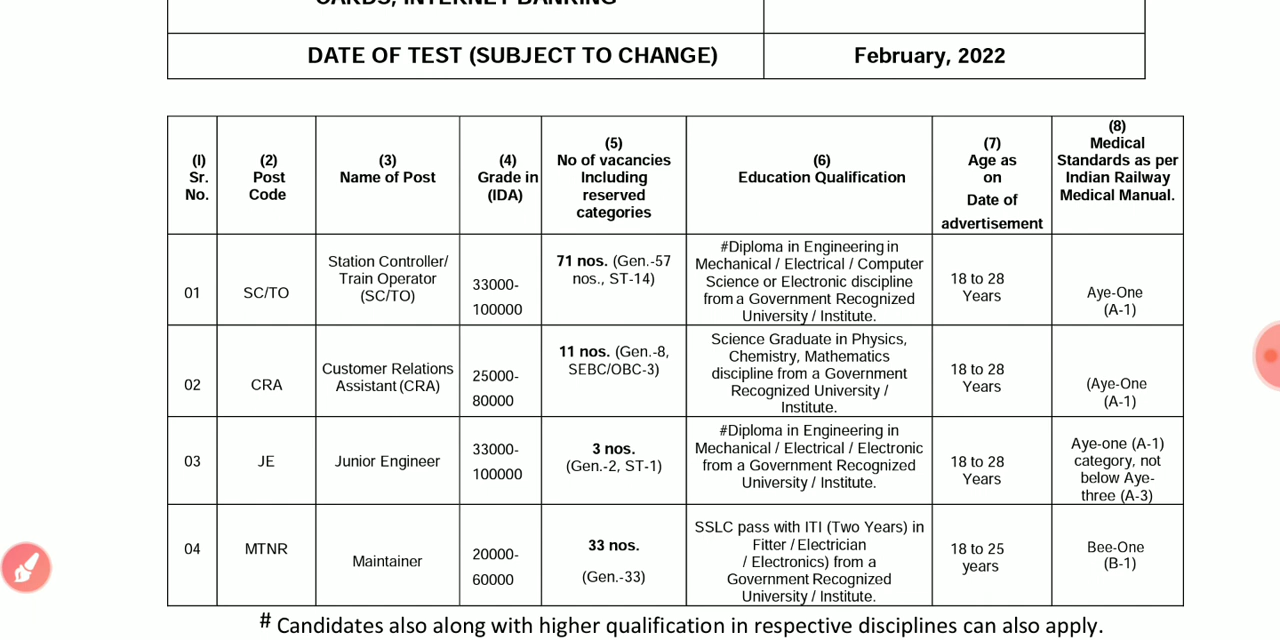 CARDS, INTERNET BANKING
DATE OF TEST (SUBJECT TO CHANGE) February, 2022
(I)
Sr.
No.
(2)
Post
Code
(3)
Name of Post
(4)
Grade in
(IDA)
(5)
No of vacancies
Including
reserved
categories
(6)
Education Qualification
(7)
Age as
on
Date of
advertisement
(8)
Medical
Standards as per
Indian Railway
Medical Manual.
01
SC/TO
Station Controller/
Train Operator
(SC/TO)
33000-
100000
71 nos. (Gen.-57
nos., ST-14)
#Diploma in Engineering in
Mechanical / Electrical / Computer
Science or Electronic discipline
from a Government Recognized
University / Institute.
18 to 28
Years
Aye-One
(A-1)
02
CRA
Customer Relations
Assistant (CRA)
25000-
80000
11 nos. (Gen.-8,
SEBC/OBC-3)
Science Graduate in Physics,
Chemistry, Mathematics
discipline from a Government
Recognized University /
Institute.
18 to 28
Years
(Aye-One
(A-1)
03
JE
Junior Engineer
33000-
100000
3 nos.
(Gen.-2, ST-1)
#Diploma in Engineering in
Mechanical / Electrical / Electronic
from a Government Recognized
University / Institute.
18 to 28
Years
Aye-one (A-1)
category, not
below Aye-
three (A-3)
04
MTNR
Maintainer
20000-
60000
33 nos.
(Gen.-33)
SSLC pass with ITI (Two Years) in
Fitter / Electrician
/ Electronics) from a
Government Recognized
University / Institute.
18 to 25
years
Bee-One
(B-1)
# Candidates also along with higher qualification in respective disciplines can also apply.